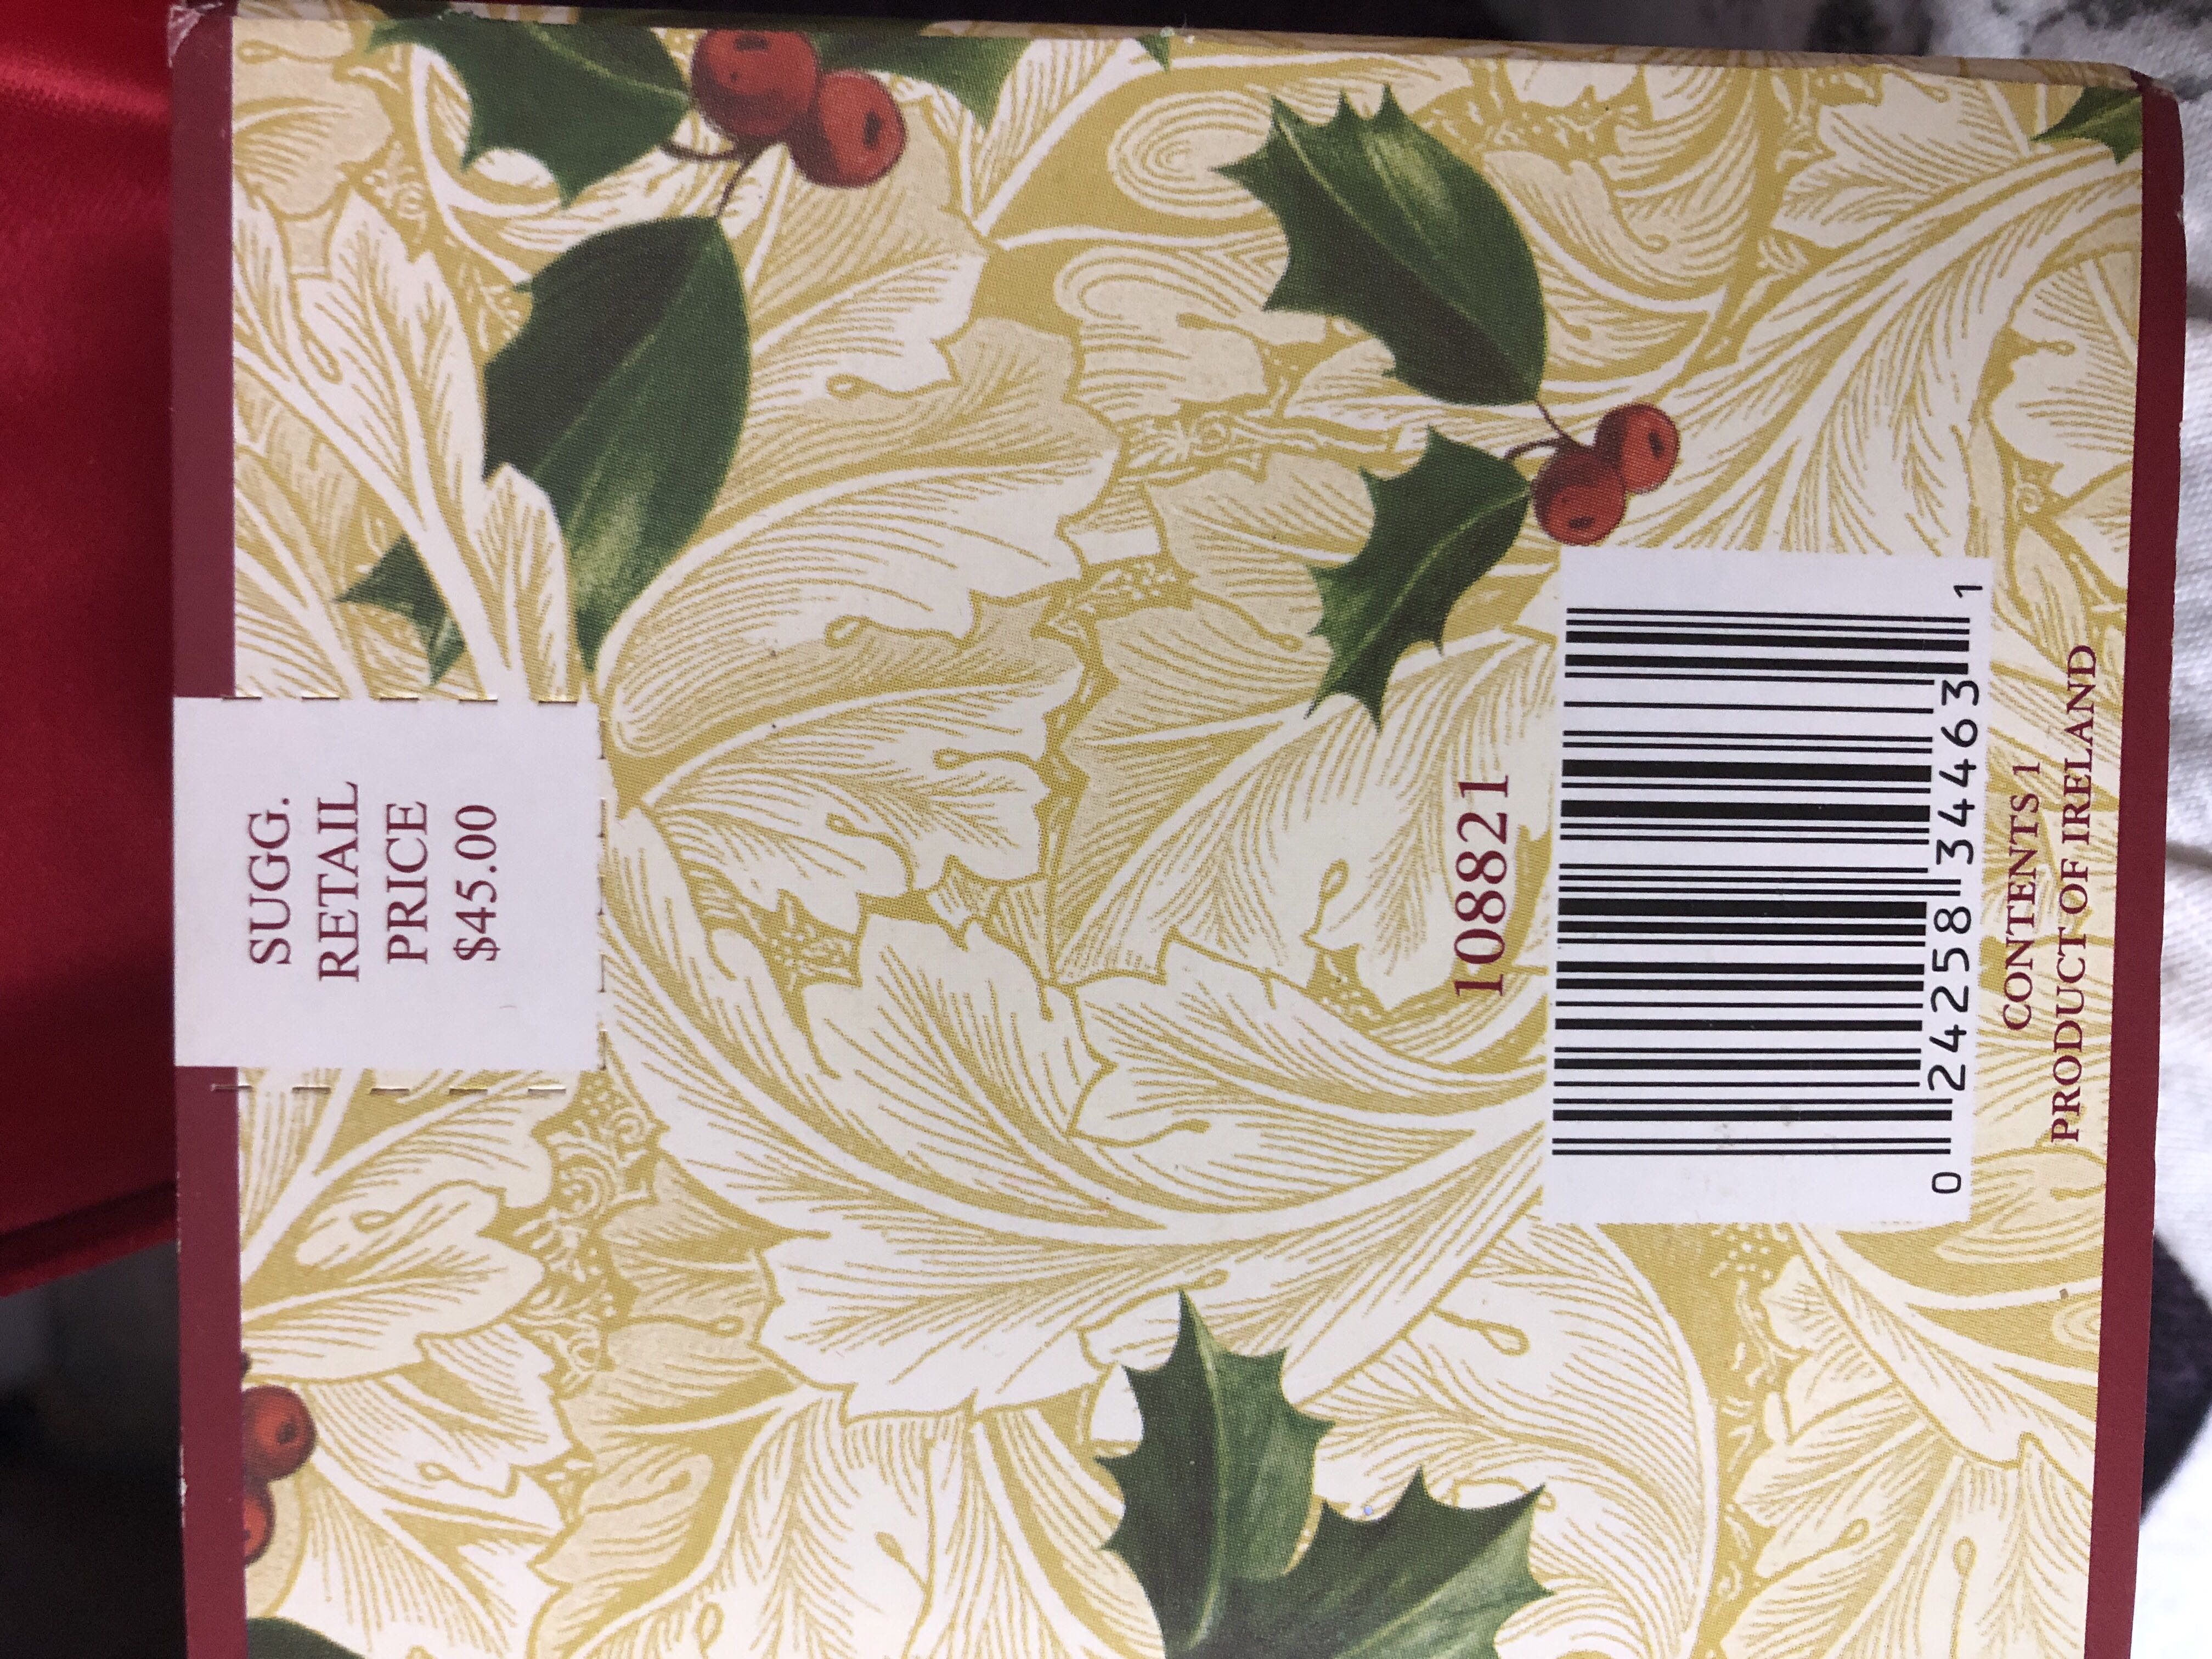 SUGG.
RETAIL
PRICE
$45.00
108821
0 24258 34463 1
CONTENTS 1
PRODUCT OF IRELAND